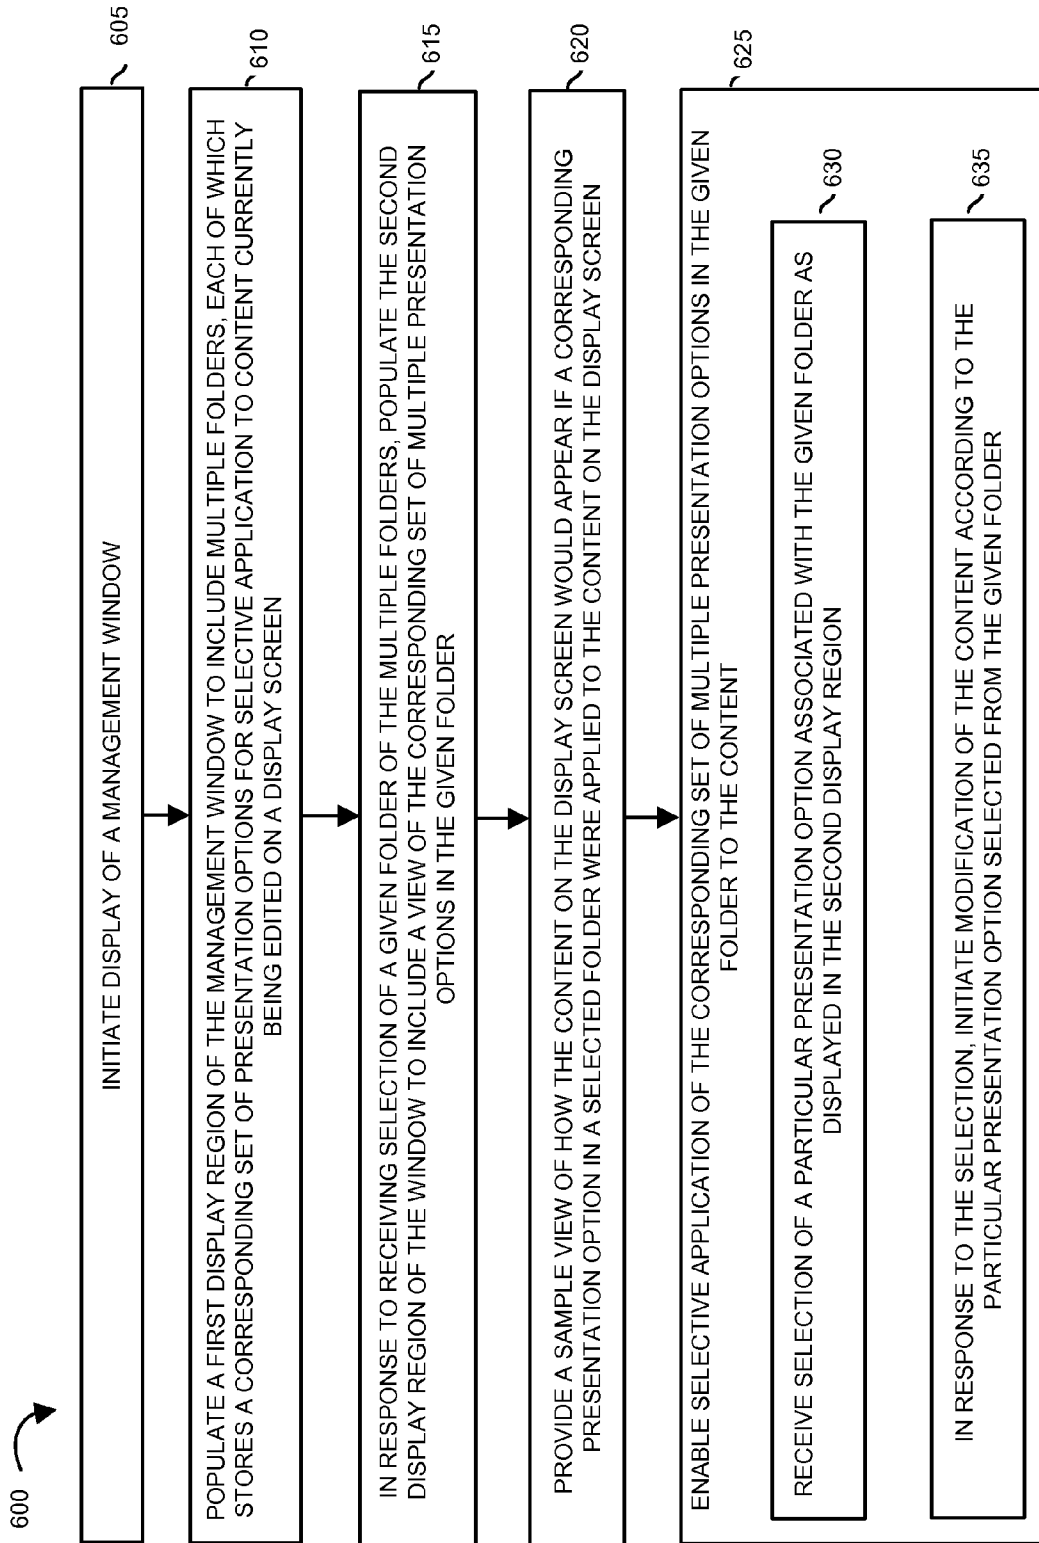 600
INITIATE DISPLAY OF A MANAGEMENT WINDOW
605
POPULATE A FIRST DISPLAY REGION OF THE MANAGEMENT WINDOW TO INCLUDE MULTIPLE FOLDERS, EACH OF WHICH
STORES A CORRESPONDING SET OF PRESENTATION OPTIONS FOR SELECTIVE APPLICATION TO CONTENT CURRENTLY
BEING EDITED ON A DISPLAY SCREEN
610
IN RESPONSE TO RECEIVING SELECTION OF A GIVEN FOLDER OF THE MULTIPLE FOLDERS, POPULATE THE SECOND
DISPLAY REGION OF THE WINDOW TO INCLUDE A VIEW OF THE CORRESPONDING SET OF MULTIPLE PRESENTATION
OPTIONS IN THE GIVEN FOLDER
615
PROVIDE A SAMPLE VIEW OF HOW THE CONTENT ON THE DISPLAY SCREEN WOULD APPEAR IF A CORRESPONDING
PRESENTATION OPTION IN A SELECTED FOLDER WERE APPLIED TO THE CONTENT ON THE DISPLAY SCREEN
620
ENABLE SELECTIVE APPLICATION OF THE CORRESPONDING SET OF MULTIPLE PRESENTATION OPTIONS IN THE GIVEN
FOLDER TO THE CONTENT
625
RECEIVE SELECTION OF A PARTICULAR PRESENTATION OPTION ASSOCIATED WITH THE GIVEN FOLDER AS
DISPLAYED IN THE SECOND DISPLAY REGION
630
IN RESPONSE TO THE SELECTION, INITIATE MODIFICATION OF THE CONTENT ACCORDING TO THE
PARTICULAR PRESENTATION OPTION SELECTED FROM THE GIVEN FOLDER
635